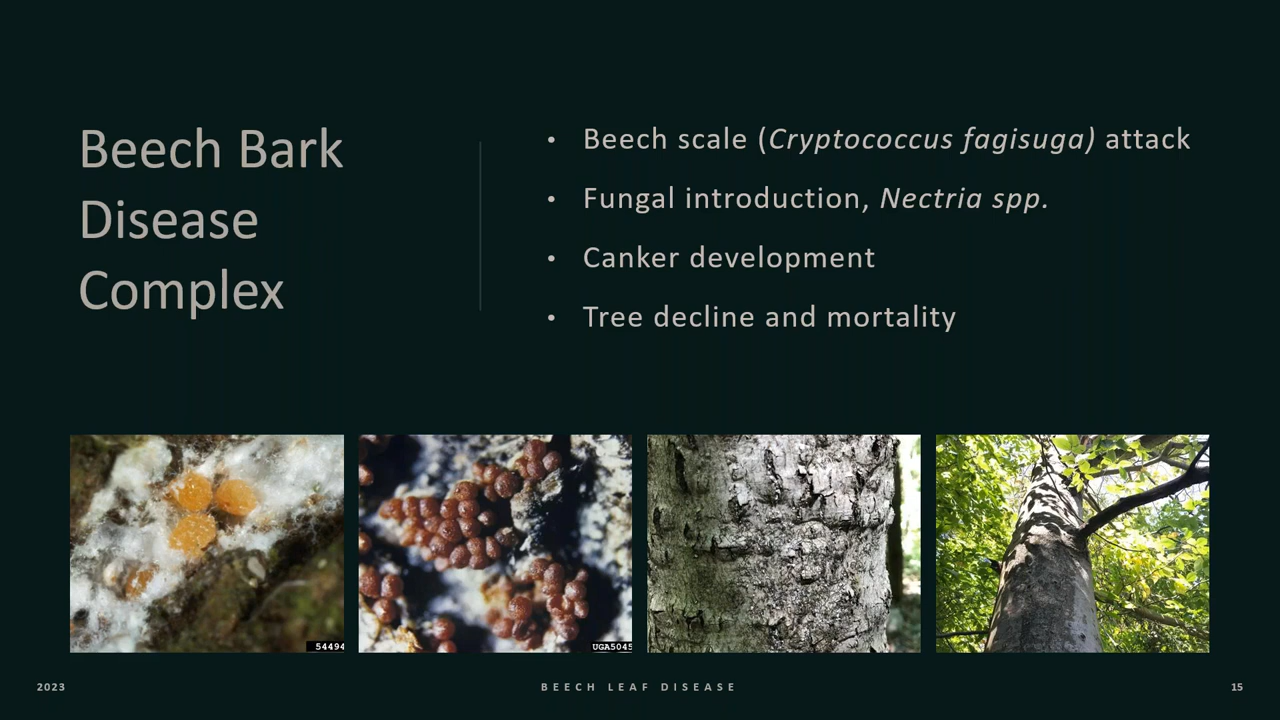 Beech Bark
Disease
Complex
• Beech scale (Cryptococcus fagisuga) attack
• Fungal introduction, Nectria spp.
• Canker development
• Tree decline and mortality
54494
UGA5045
2023
BEECH LEAF DISEASE
15